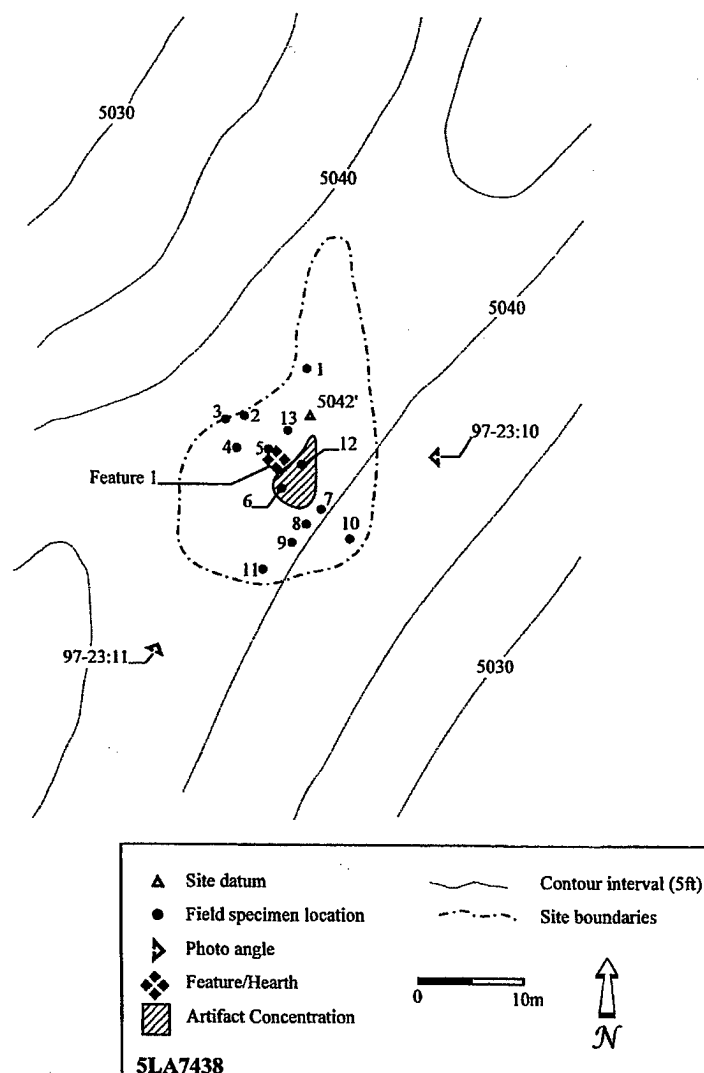 5030
5040
5040
1
5042'
3
2
13
4
5
12
97-23:10
Feature 1
6
7
8
10
9
11
97-23:11
5030
Site datum
Contour interval (5ft)
Field specimen location
Site boundaries
Photo angle
Feature/Hearth
0
10m
Artifact Concentration
N
5LA7438